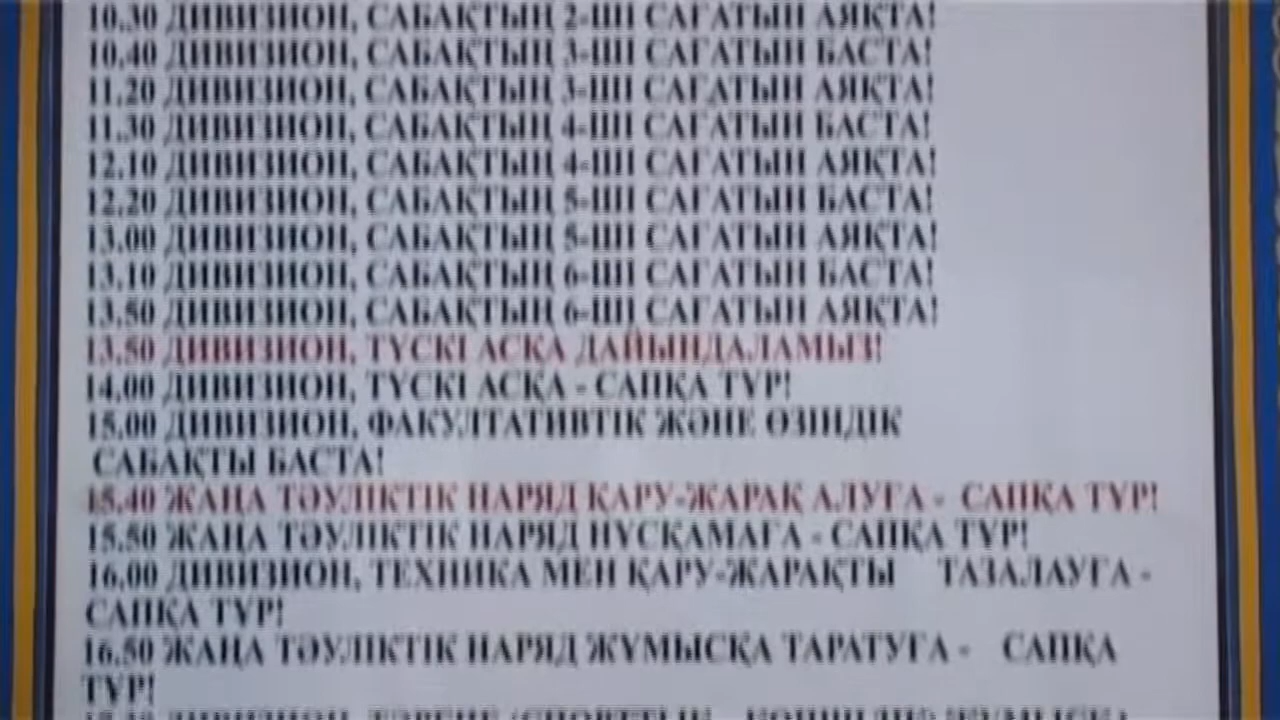 10.30 ДИВИЗИОН, САБАҚТЫҢ 2-ШІ САҒАТЫН АЯҚТА!
10.40 ДИВИЗИОН, САБАҚТЫҢ 3-ШІ САҒАТЫН БАСТА!
11.20 ДИВИЗИОН, САБАҚТЫҢ 3-ШІ САҒАТЫН АЯҚТА!
11.30 ДИВИЗИОН, САБАҚТЫҢ 4-ШІ САҒАТЫН БАСТА!
12.10 ДИВИЗИОН, САБАҚТЫҢ 4-ШІ САҒАТЫН АЯҚТА!
12.20 ДИВИЗИОН, САБАҚТЫҢ 5-ШІ САҒАТЫН БАСТА!
13.00 ДИВИЗИОН, САБАҚТЫҢ 5-ШІ САҒАТЫН АЯҚТА!
13.10 ДИВИЗИОН, САБАҚТЫҢ 6-ШІ САҒАТЫН БАСТА!
13.50 ДИВИЗИОН, САБАҚТЫҢ 6-ШІ САҒАТЫН АЯҚТА!
13.50 ДИВИЗИОН, ТҮСКІ АСҚА ДАЙЫНДАЛАМЫЗ!
14.00 ДИВИЗИОН, ТҮСКІ АСҚА - САПҚА ТҰР!
15.00 ДИВИЗИОН, ФАКУЛТАТИВТІК ЖӘНЕ ӨЗІНДІК
САБАҚТЫ БАСТА!
15.40 ЖАҢА ТӘУЛІКТІК НАРЯД ҚАРУ-ЖАРАҚ АЛУҒА - САПҚА ТҰР!
15.50 ЖАҢА ТӘУЛІКТІК НАРЯД НҰСҚАМАҒА - САПҚА ТҰР!
16.00 ДИВИЗИОН, ТЕХНИКА МЕН ҚАРУ-ЖАРАҚТЫ ТАЗАЛАУҒА -
САПҚА ТҰР!
16.50 ЖАҢА ТӘУЛІКТІК НАРЯД ЖҰМЫСҚА ТАРАТУҒА - САПҚА
ТҰР!